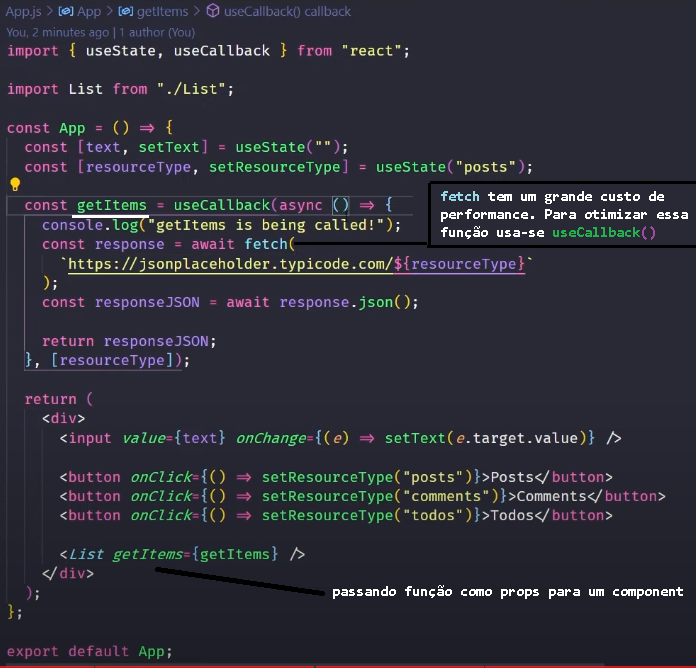 App.js > App > getItems > useCallback() callback
You, 2 minutes ago | 1 author (You)
import { useState, useCallback } from "react";
import List from "./List";
const App = () => {
const [text, setText] = useState("");
const [resourceType, setResourceType] = useState("posts");
const getItems = useCallback(async () => {
console.log("getItems is being called!");
const response = await fetch(
`https://jsonplaceholder.typicode.com/${resourceType}`
);
const responseJSON = await response.json();
return responseJSON;
}, [resourceType]);
fetch tem um grande custo de
performance. Para otimizar essa
função usa-se useCallback()
return (
<div>
<input value={text} onChange={(e) => setText(e.target.value)} />
<button onClick={() => setResourceType("posts")}>Posts</button>
<button onClick={() => setResourceType("comments")}>Comments</button>
<button onClick={() => setResourceType("todos")}>Todos</button>
<List getItems={getItems} />
</div>
passando função como props para um component
);
};
export default App;